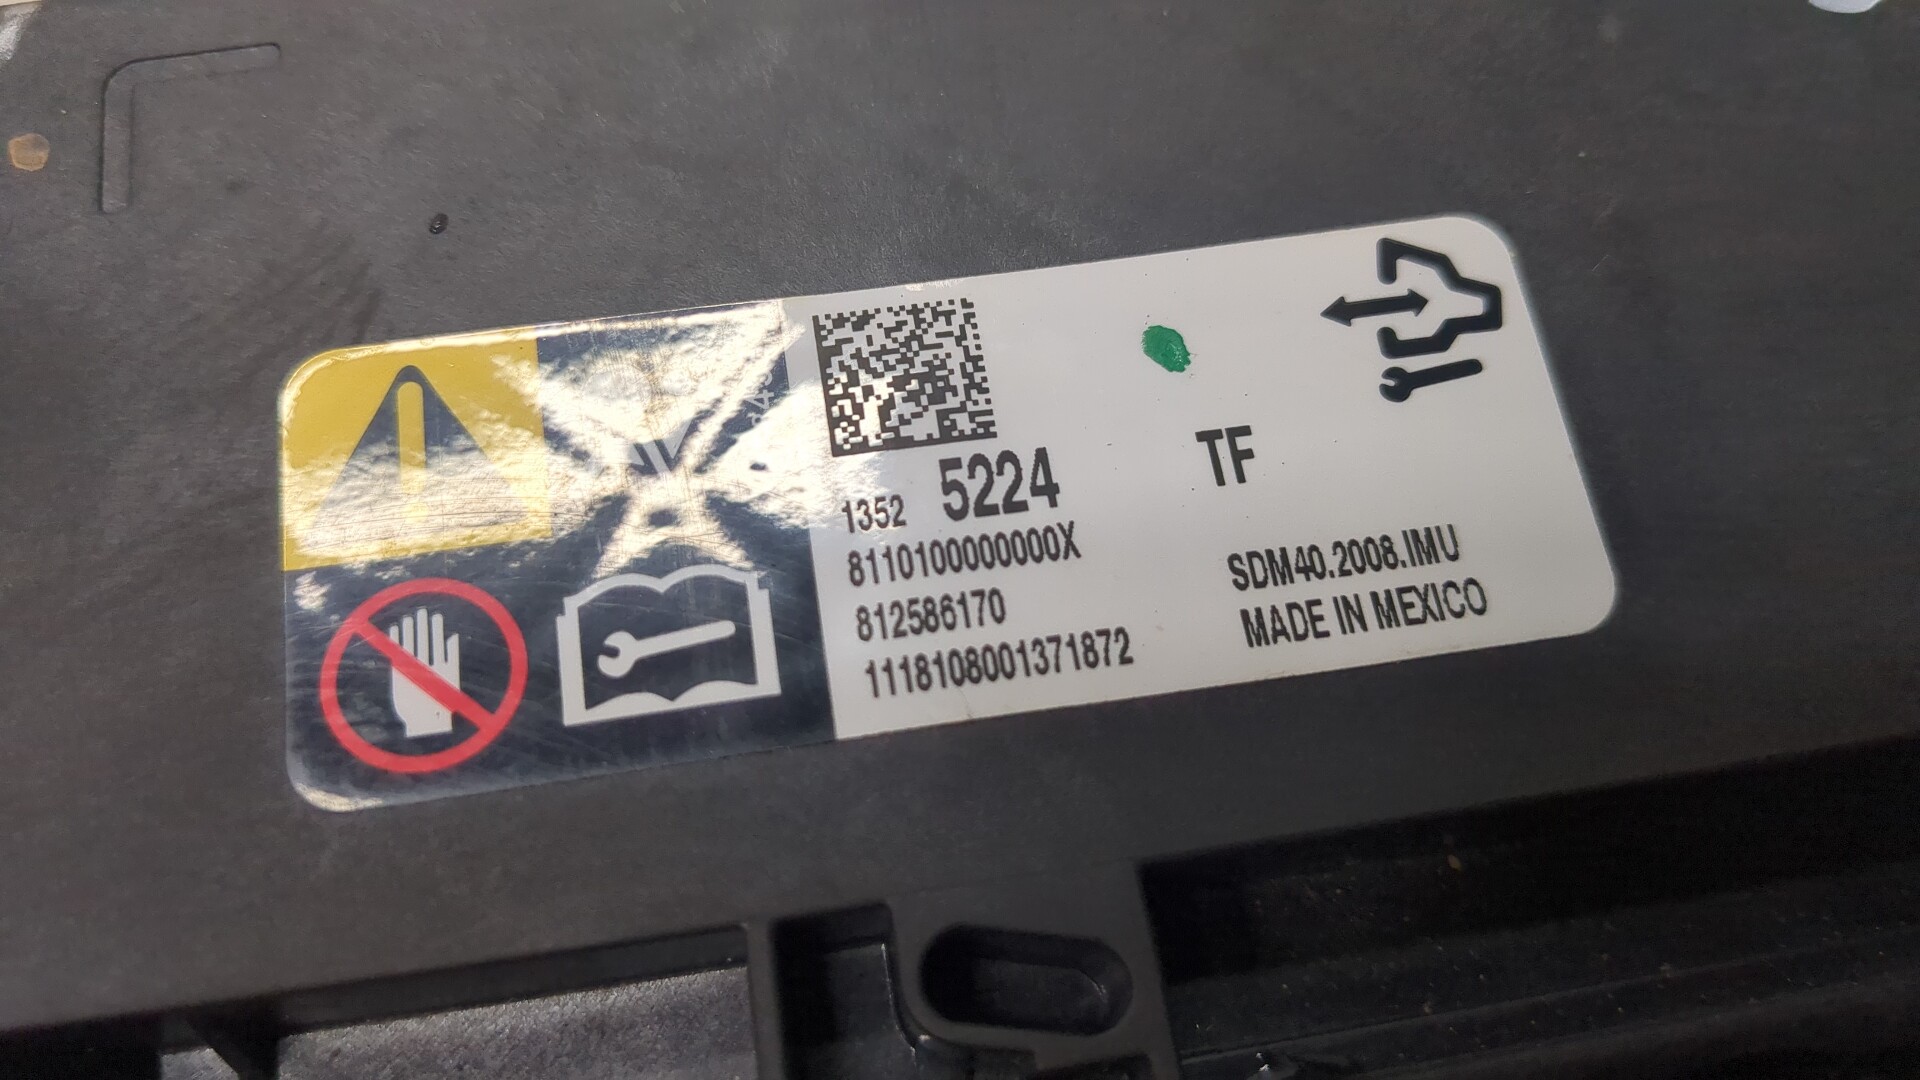 1352 5224
TF
8110100000000X
812586170
1118108001371872
SDM40.2008.IMU
MADE IN MEXICO